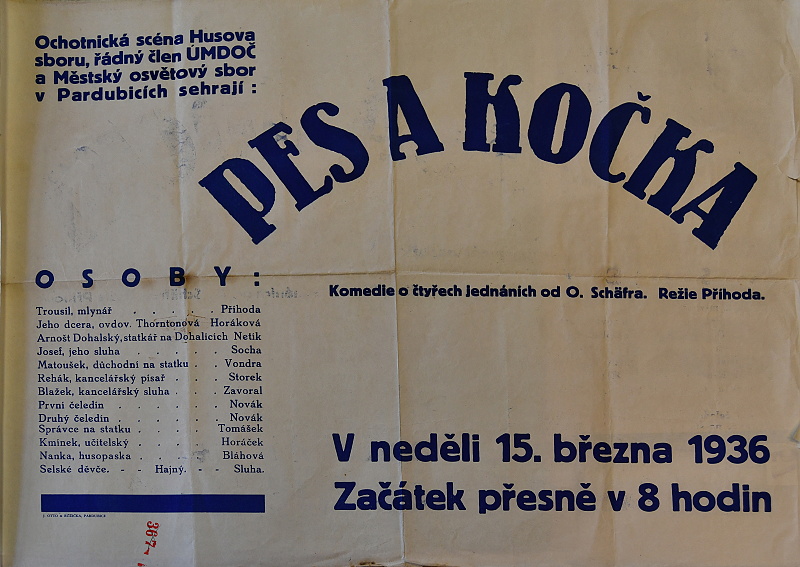 Ochotnická scéna Husova
sboru, řádný člen ÚMDOČ
a Městský osvětový sbor
v Pardubicích sehrají :
PES A KOČKA
OSOBY:
Komedie o čtyřech jednáních od O. Schäfra. Režie Příhoda.
Trousil, mlynář . . . . . Příhoda
Jeho dcera, ovdov. Thorntonová Horáková
Arnošt Dohalský, statkář na Dohalicích Netík
Josef, jeho sluha . . . . . Socha
Matoušek, důchodní na statku . . Vondra
Rehák, kancelářský písař . . . Storek
Blažek, kancelářský sluha . . . Zavoral
První čeledín . . . . . . Novák
Druhý čeledín . . . . . . Novák
Správce na statku . . . . Tomášek
Kmínek, učitelský . . . . Horáček
Nanka, husopaska . . . . Bláhová
Selské děvče. - - Hajný. - - Sluha.
V neděli 15. března 1936
Začátek přesně v 8 hodin
367-